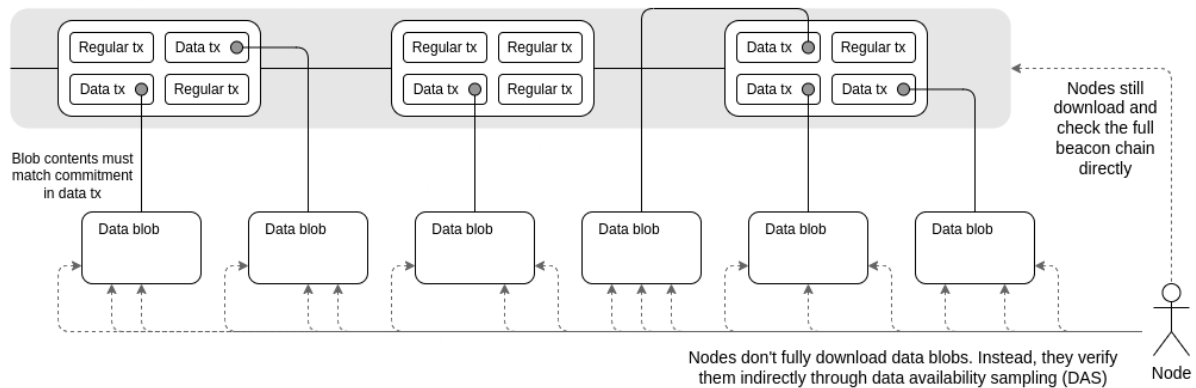 Regular tx
Data tx
Data tx
Regular tx
Regular tx
Regular tx
Data tx
Regular tx
Data tx
Regular tx
Data tx
Data tx
Nodes still
download and
check the full
beacon chain
directly
Blob contents must
match commitment
in data tx
Data blob
Data blob
Data blob
Data blob
Data blob
Data blob
Nodes don't fully download data blobs. Instead, they verify
them indirectly through data availability sampling (DAS)
Node